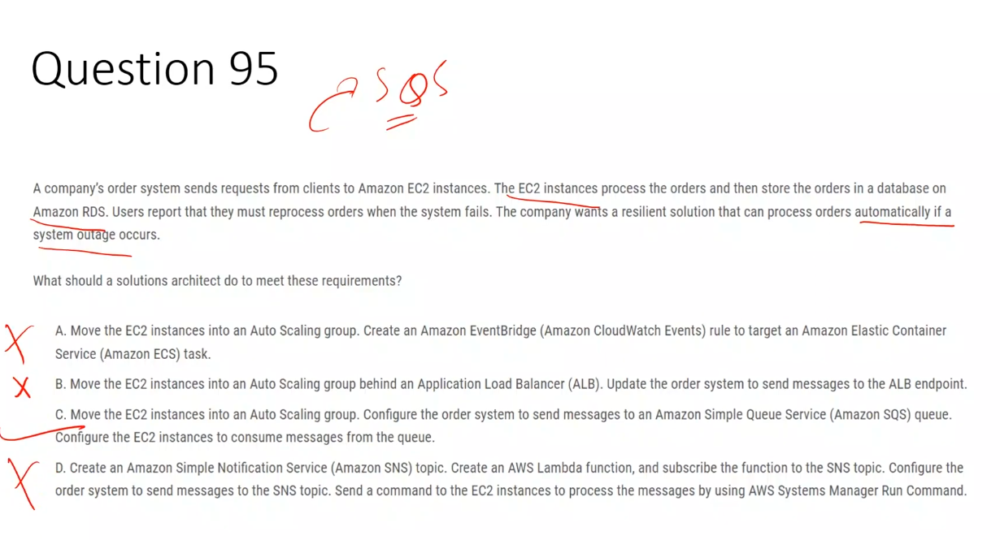 Question 95
SQS
A company's order system sends requests from clients to Amazon EC2 instances. The EC2 instances process the orders and then store the orders in a database on
Amazon RDS. Users report that they must reprocess orders when the system fails. The company wants a resilient solution that can process orders automatically if a
system outage occurs.
What should a solutions architect do to meet these requirements?
A. Move the EC2 instances into an Auto Scaling group. Create an Amazon EventBridge (Amazon CloudWatch Events) rule to target an Amazon Elastic Container
Service (Amazon ECS) task.
B. Move the EC2 instances into an Auto Scaling group behind an Application Load Balancer (ALB). Update the order system to send messages to the ALB endpoint.
C. Move the EC2 instances into an Auto Scaling group. Configure the order system to send messages to an Amazon Simple Queue Service (Amazon SQS) queue.
Configure the EC2 instances to consume messages from the queue.
D. Create an Amazon Simple Notification Service (Amazon SNS) topic. Create an AWS Lambda function, and subscribe the function to the SNS topic. Configure the
order system to send messages to the SNS topic. Send a command to the EC2 instances to process the messages by using AWS Systems Manager Run Command.